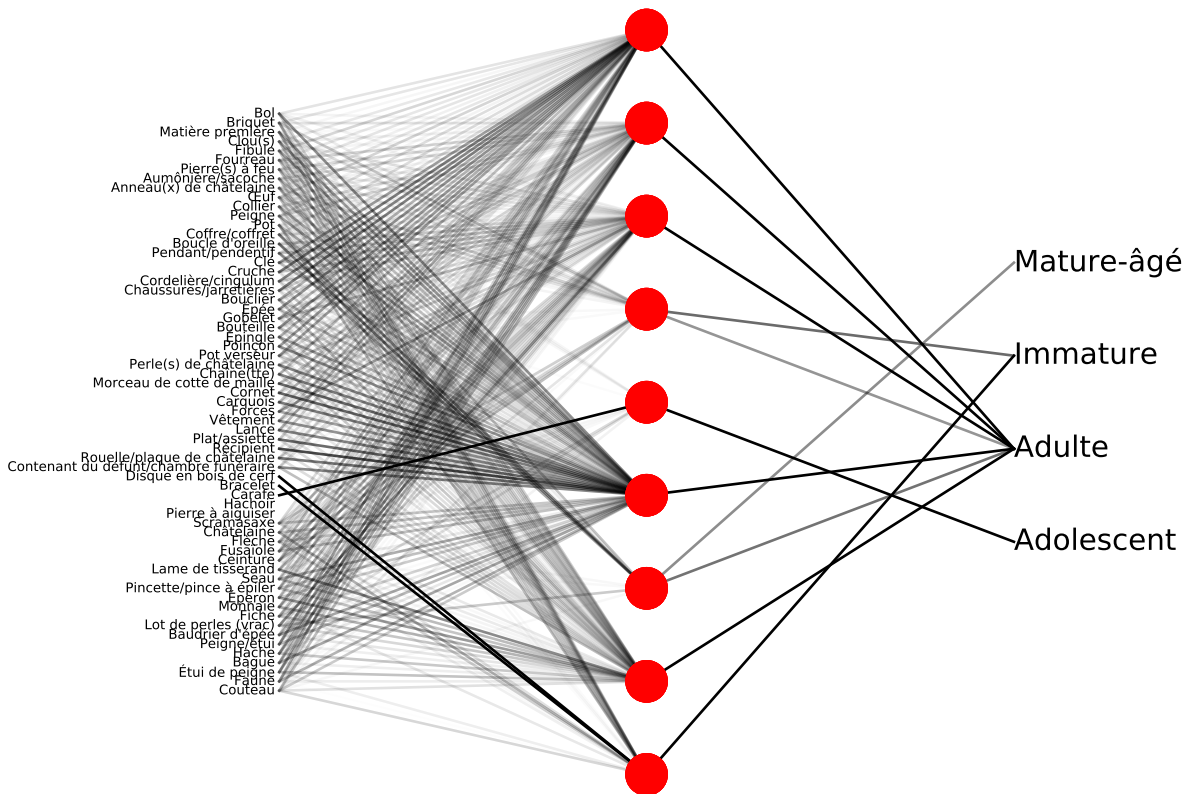 Bol
Briquet
Matière première
Clou(s)
Fibule
Fourreau
Pierre(s) à feu
Aumônière/sacoche
Anneau(x) de châtelaine
Œuf
Collier
Peigne
Pot
Coffre/coffret
Boucle d'oreille
Pendant/pendentif
Clé
Cruche
Cordelière/cingulum
Chaussures/jarretières
Bouclier
Épée
Gobelet
Bouteille
Épingle
Poinçon
Pot verseur
Perle(s) de châtelaine
Chaîne(tte)
Morceau de cotte de maille
Cornet
Carquois
Forces
Vêtement
Lance
Plat/assiette
Récipient
Rouelle/plaque de châtelaine
Contenant du défunt/chambre funéraire
Disque en bois de cerf
Bracelet
Carafe
Hachoir
Pierre à aiguiser
Scramasaxe
Châtelaine
Flèche
Fusaïole
Ceinture
Lame de tisserand
Seau
Pincette/pince à épiler
Éperon
Monnaie
Fiche
Lot de perles (vrac)
Baudrier d'épée
Peigne/étui
Hache
Bague
Étui de peigne
Faune
Couteau
Mature-âgé
Immature
Adulte
Adolescent